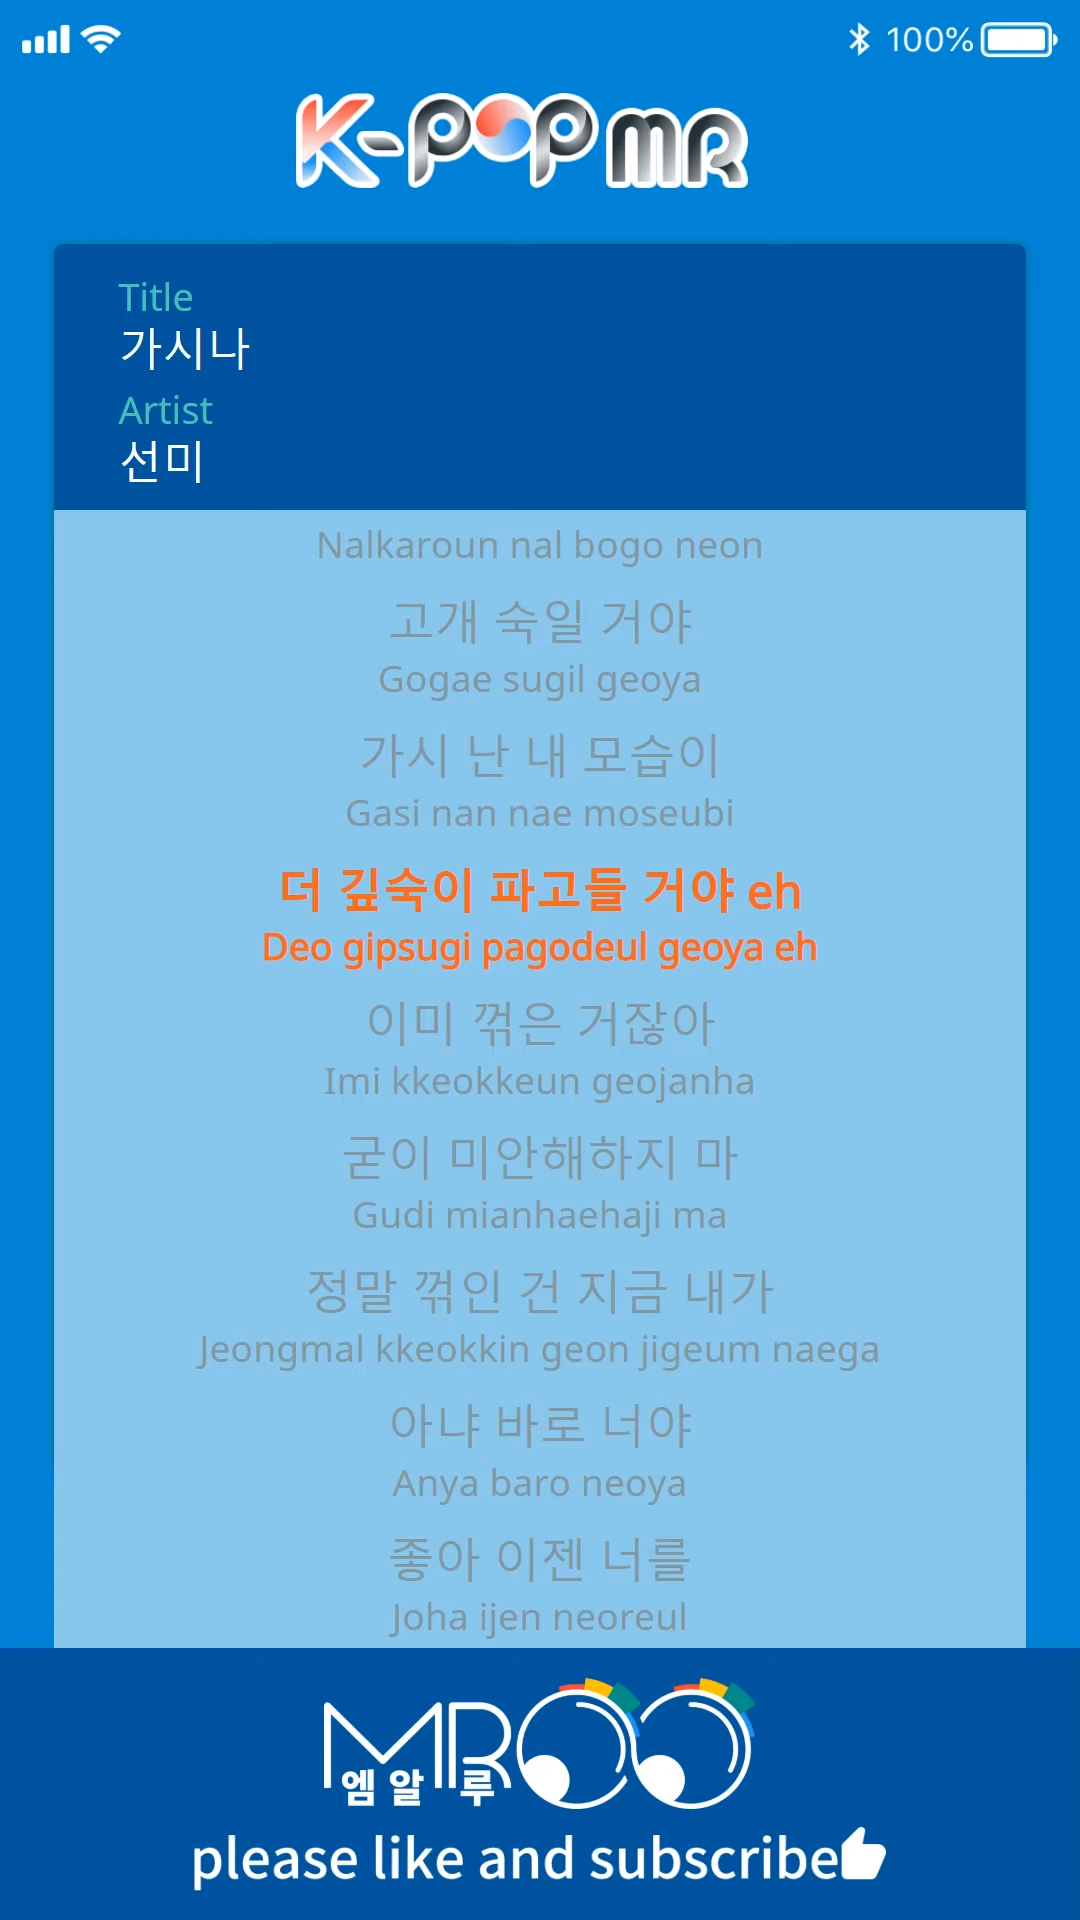 100%
K-POP MR
Title
가시나
Artist
선미
Nalkaroun nal bogo neon
고개 숙일 거야
Gogae sugil geoya
가시 난 내 모습이
Gasi nan nae moseubi
더 깊숙이 파고들 거야 eh
Deo gipsugi pagodeul geoya eh
이미 꺾은 거잖아
Imi kkeokkeun geojanha
굳이 미안해하지 마
Gudi mianhaehaji ma
정말 꺾인 건 지금 내가
Jeongmal kkeokkin geon jigeum naega
아냐 바로 너야
Anya baro neoya
좋아 이젠 너를
Joha ijen neoreul
MROO
엠알루
please like and subscribe